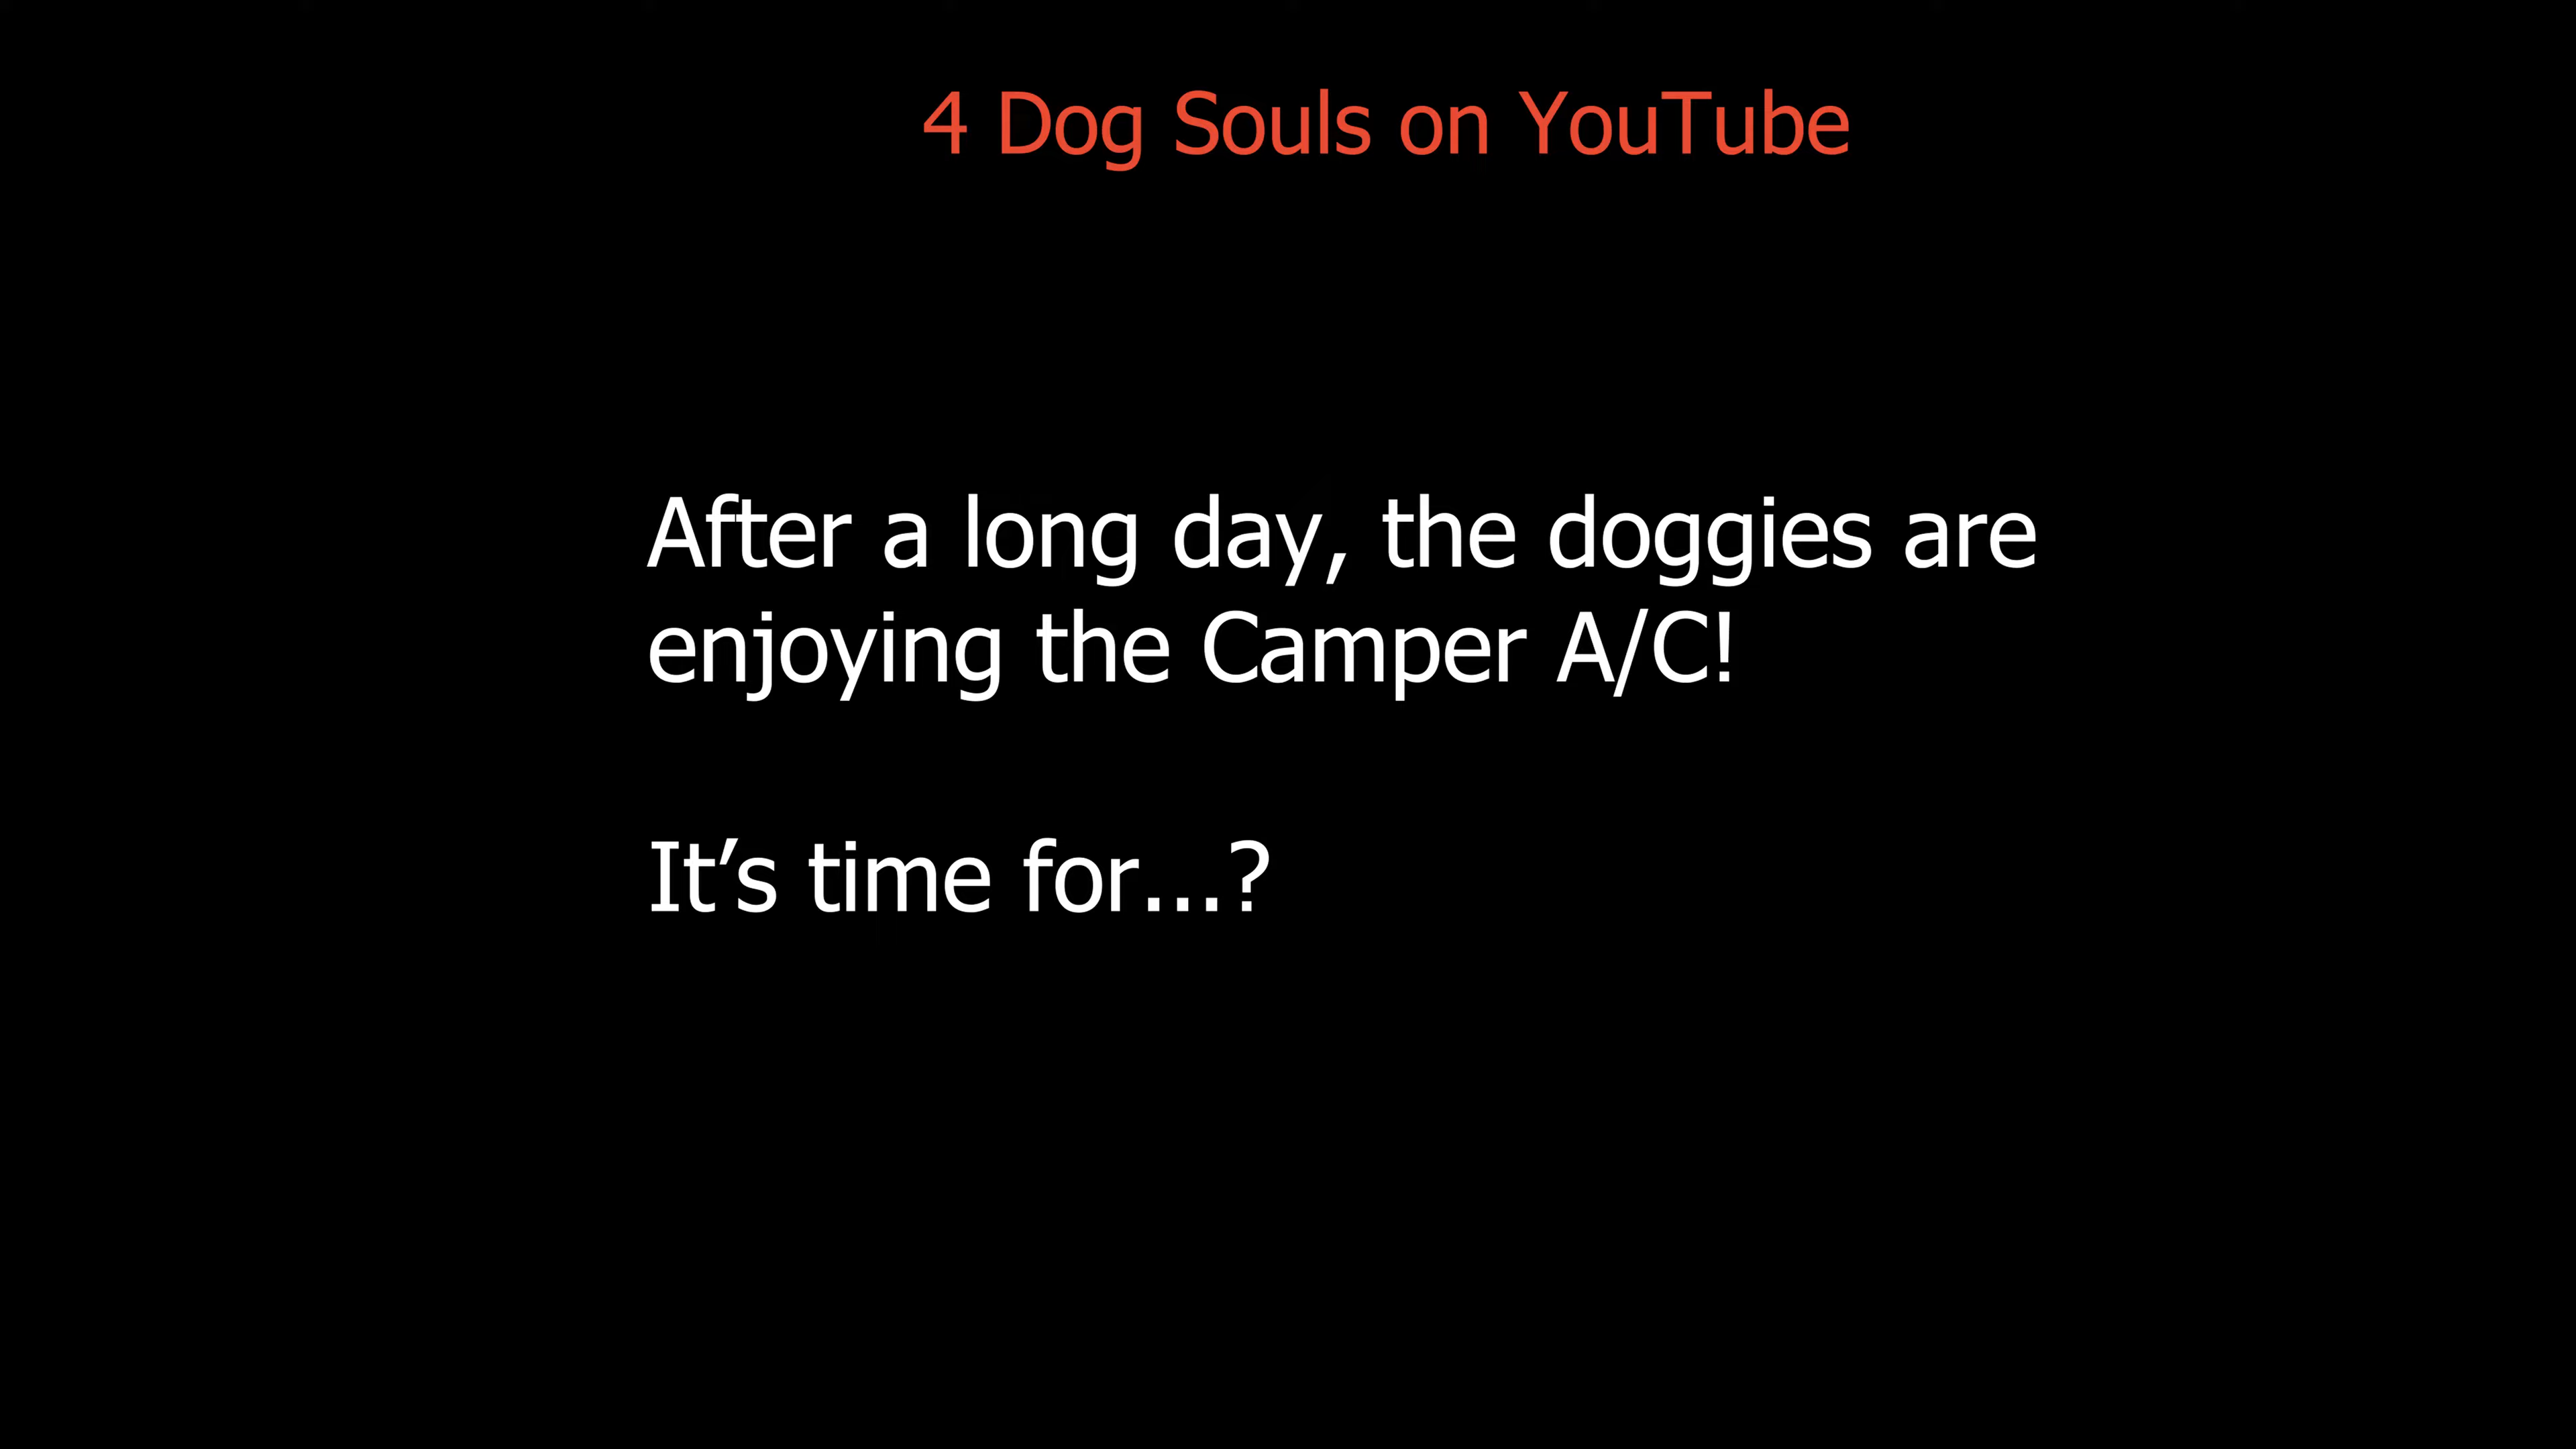 4 Dog Souls on YouTube
After a long day, the doggies are
enjoying the Camper A/C!
It’s time for...?